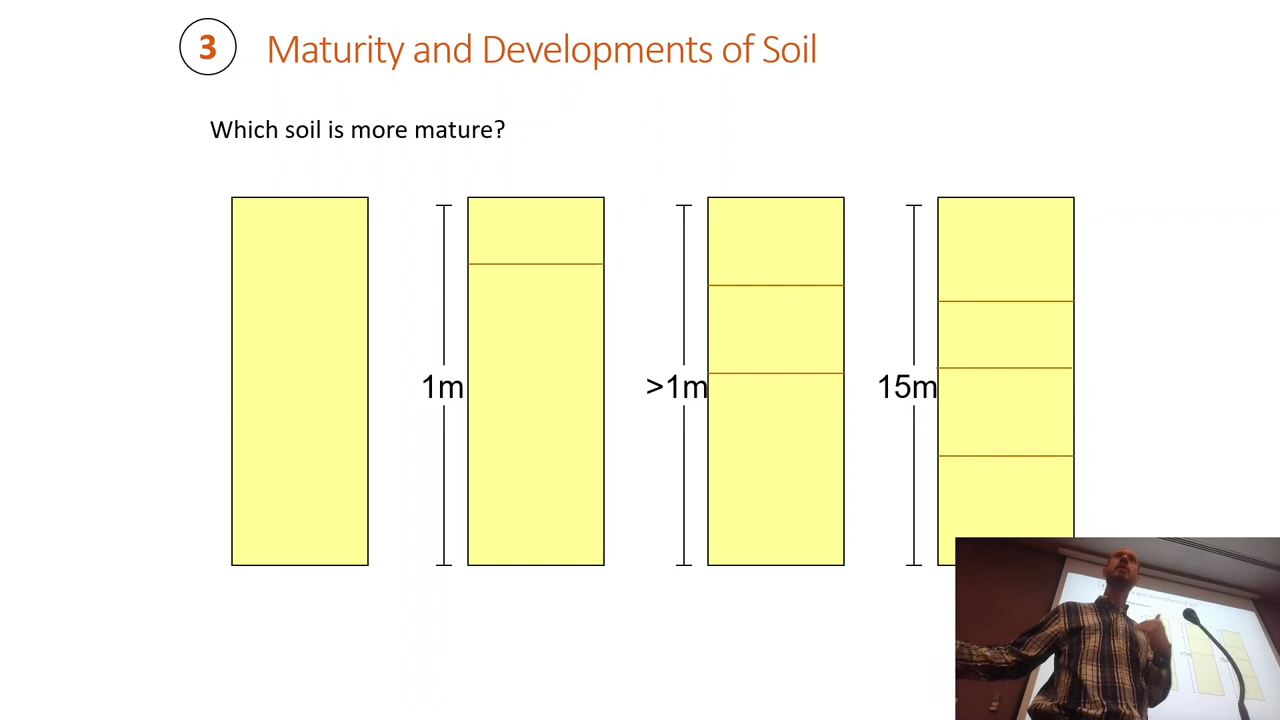 3
Maturity and Developments of Soil
Which soil is more mature?
1m
>1m
15m